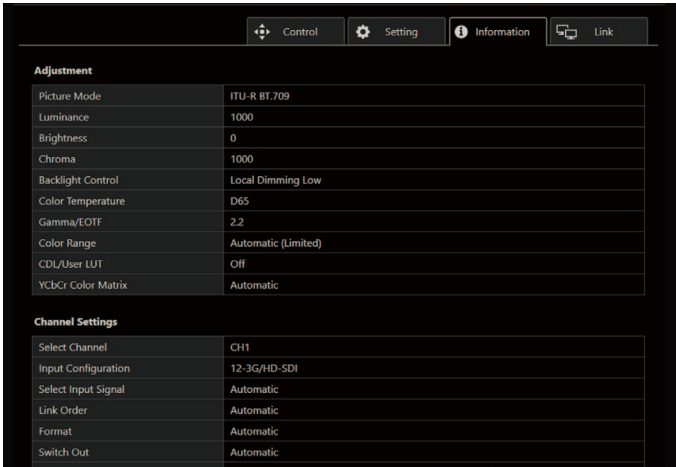 Control Setting Information Link
Adjustment
Picture Mode ITU-R BT.709
Luminance 1000
Brightness 0
Chroma 1000
Backlight Control Local Dimming Low
Color Temperature D65
Gamma/EOTF 2.2
Color Range Automatic (Limited)
CDL/User LUT Off
YCbCr Color Matrix Automatic
Channel Settings
Select Channel CH1
Input Configuration 12-3G/HD-SDI
Select Input Signal Automatic
Link Order Automatic
Format Automatic
Switch Out Automatic